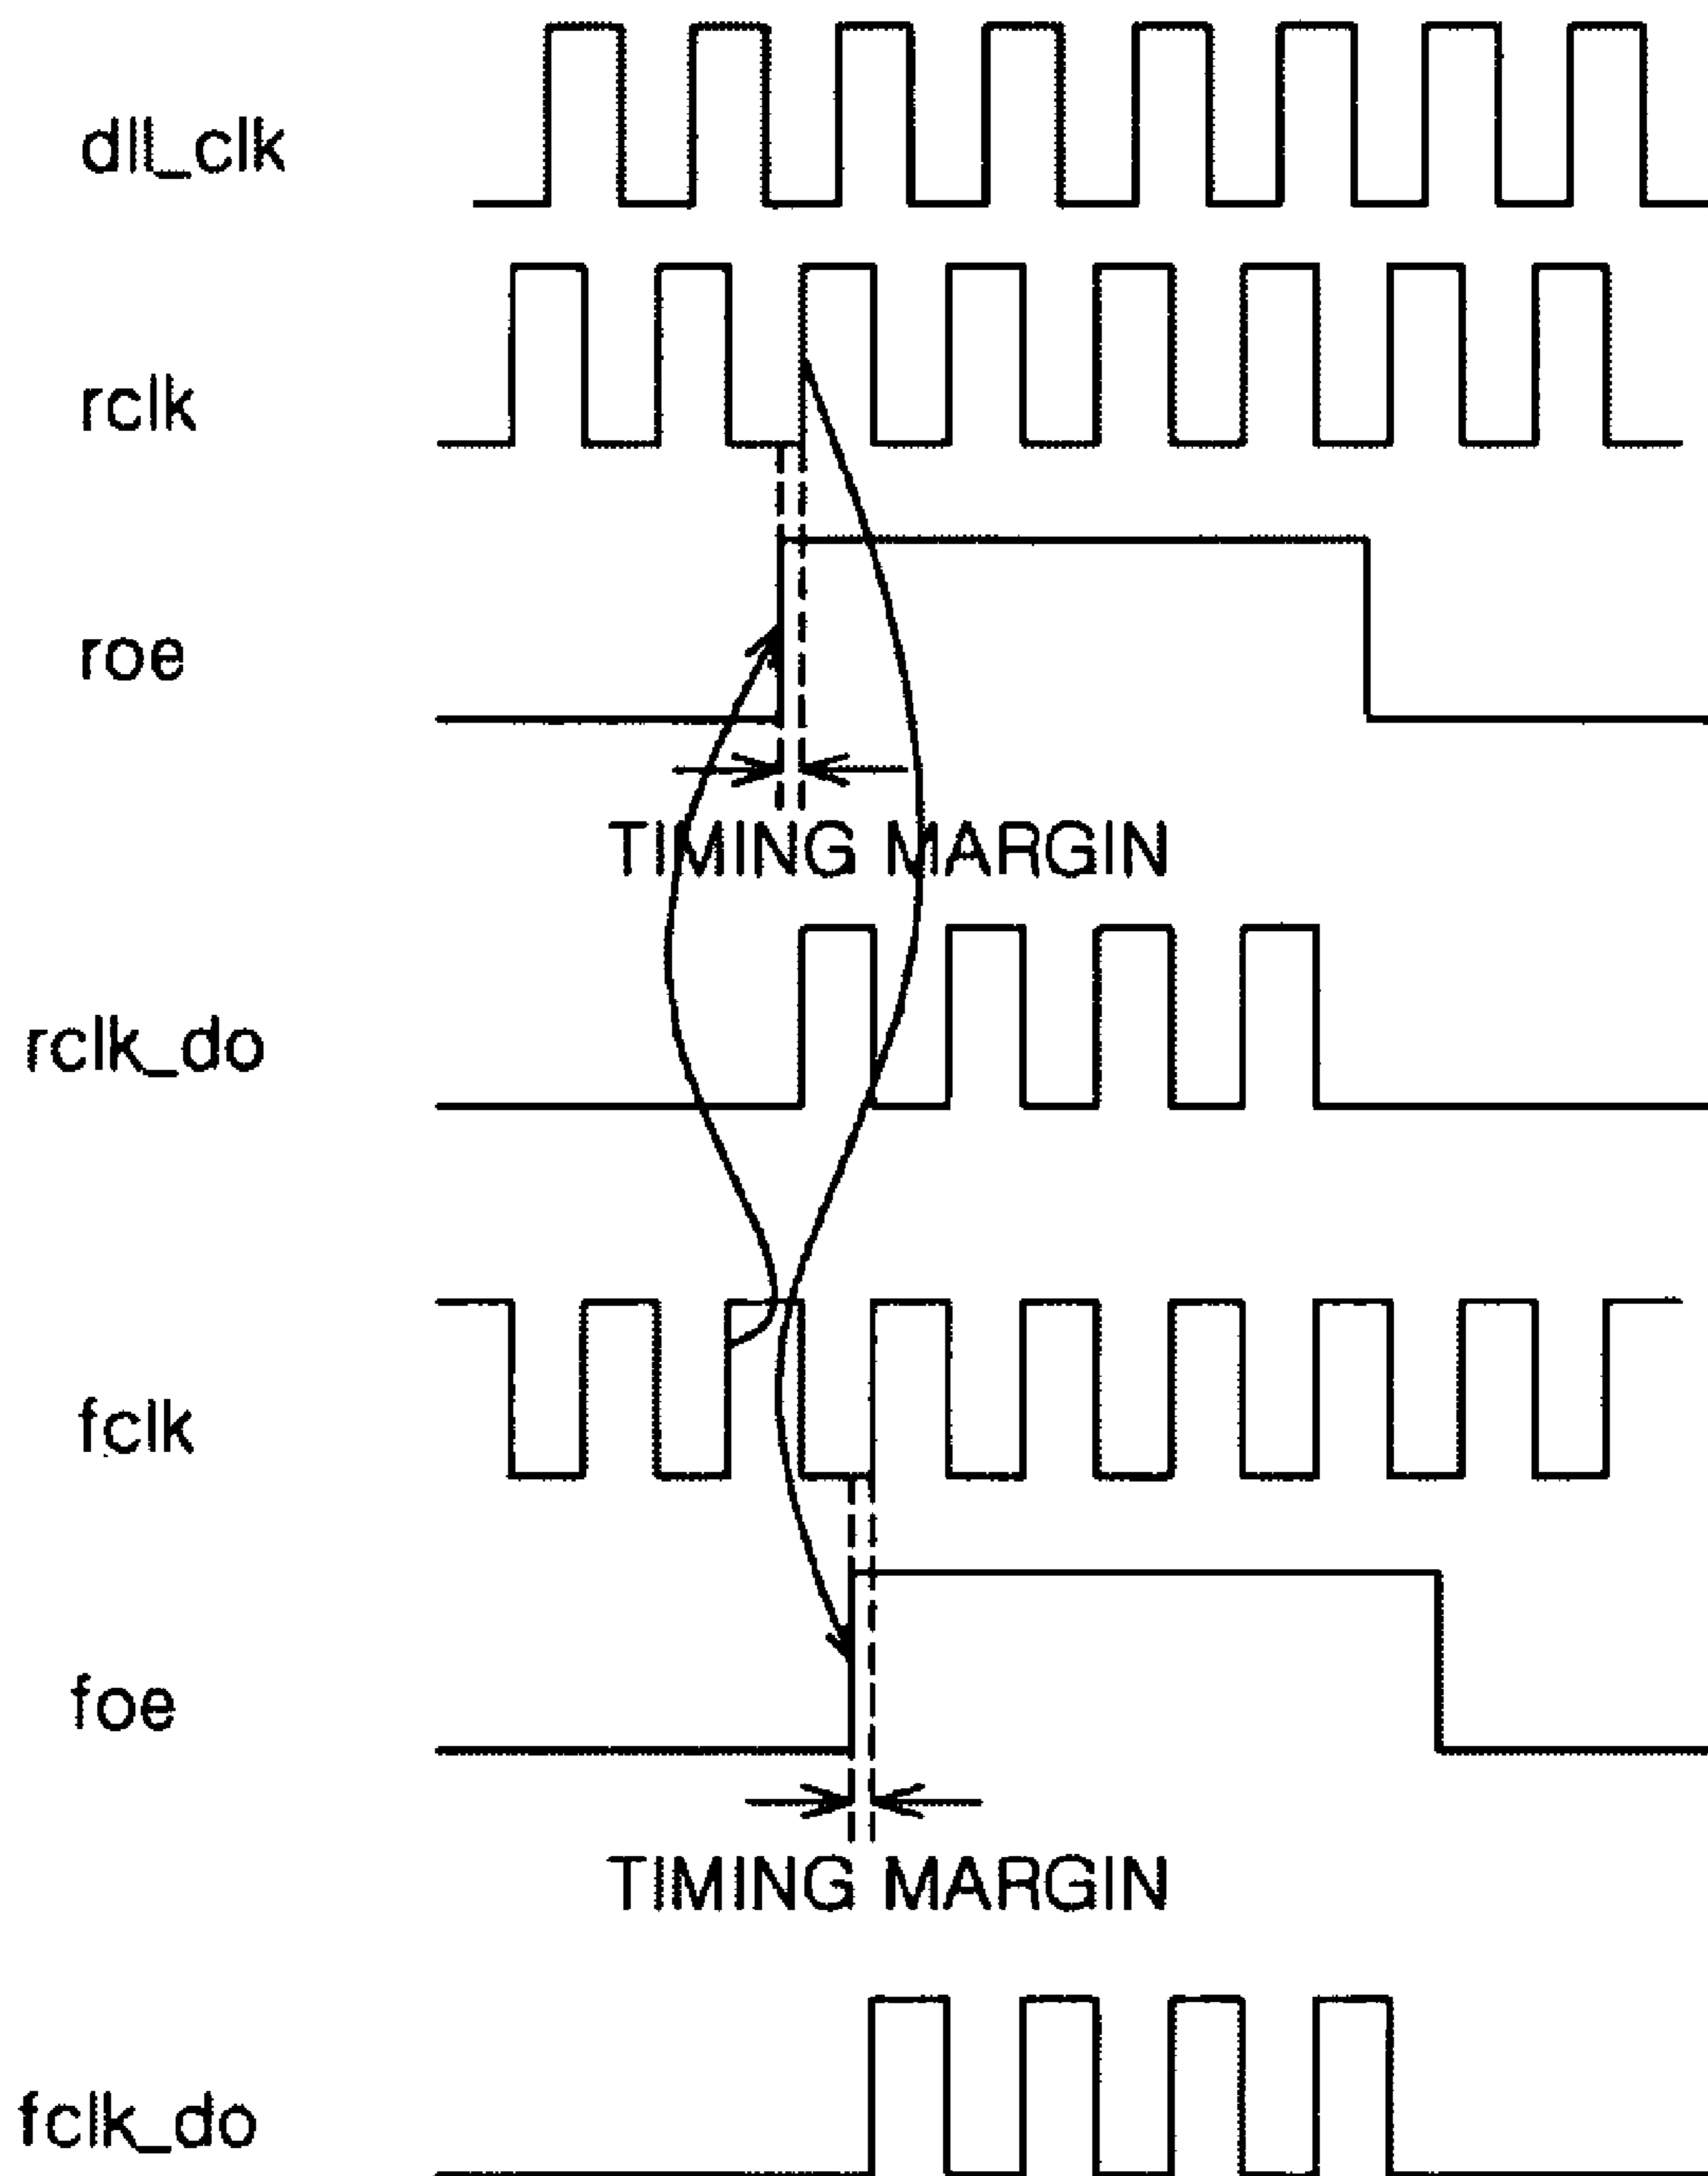 dll_clk
rclk
roe
TIMING MARGIN
rclk_do
fclk
foe
TIMING MARGIN
fclk_do